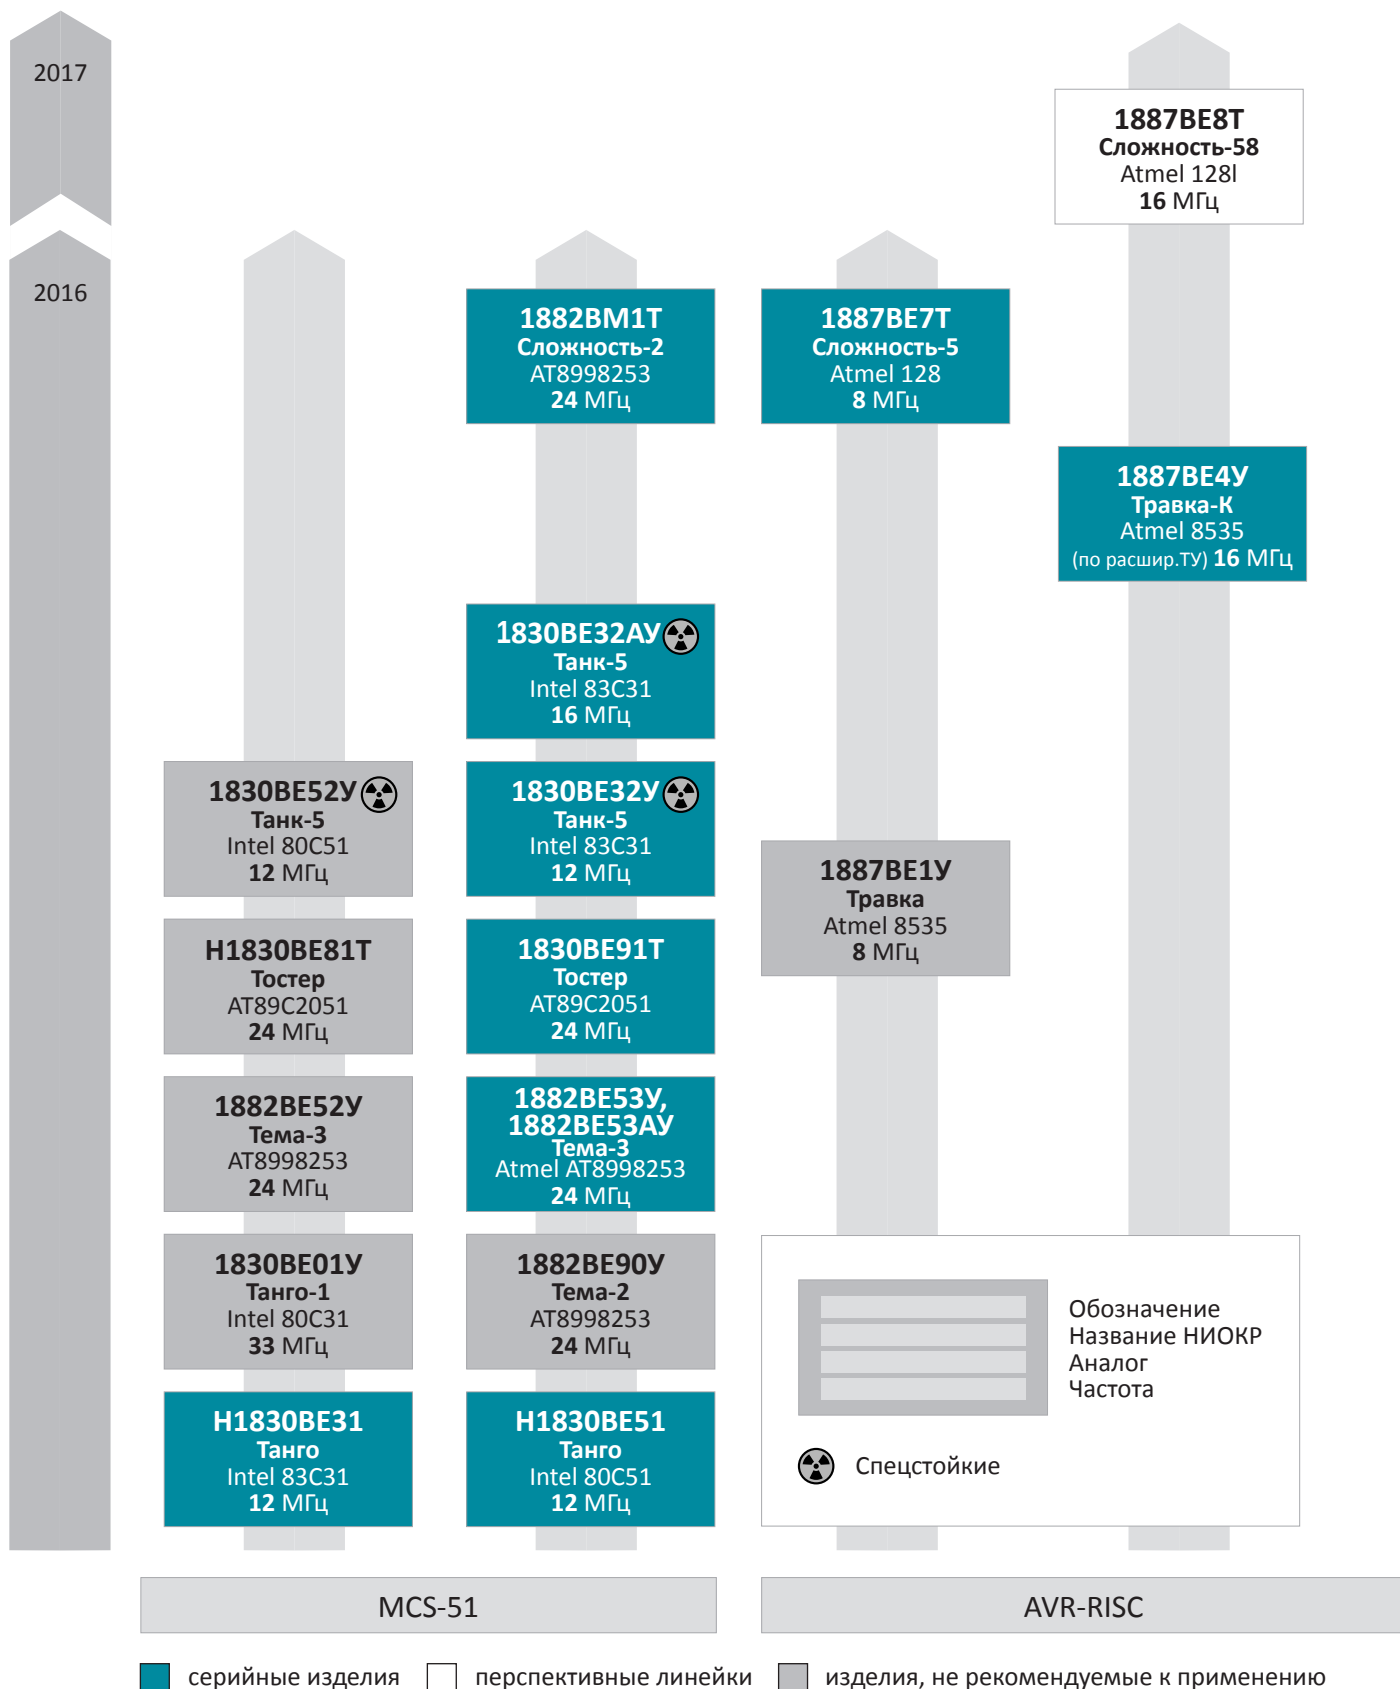 2017
1887ВЕ8Т
Сложность-58
Atmel 128l
16 МГц
2016
1882ВМ1Т
Сложность-2
АТ8998253
24 МГц
1887ВЕ7Т
Сложность-5
Atmel 128
8 МГц
1887ВЕ4У
Травка-К
Atmel 8535
(по расшир.ТУ) 16 МГц
1830ВЕ32АУ
Танк-5
Intel 83C31
16 МГц
1830ВЕ52У
Танк-5
Intel 80C51
12 МГц
1830ВЕ32У
Танк-5
Intel 83C31
12 МГц
1887ВЕ1У
Травка
Atmel 8535
8 МГц
Н1830ВЕ81Т
Тостер
АТ89С2051
24 МГц
1830ВЕ91Т
Тостер
АТ89С2051
24 МГц
1882ВЕ52У
Тема-3
АТ8998253
24 МГц
1882ВЕ53У,
1882ВЕ53АУ
Тема-3
Atmel АТ8998253
24 МГц
1830ВЕ01У
Танго-1
Intel 80C31
33 МГц
1882ВЕ90У
Тема-2
АТ8998253
24 МГц
Н1830ВЕ31
Танго
Intel 83C31
12 МГц
Н1830ВЕ51
Танго
Intel 80C51
12 МГц
Обозначение
Название НИОКР
Аналог
Частота
Спецстойкие
MCS-51
AVR-RISC
серийные изделия
перспективные линейки
изделия, не рекомендуемые к применению